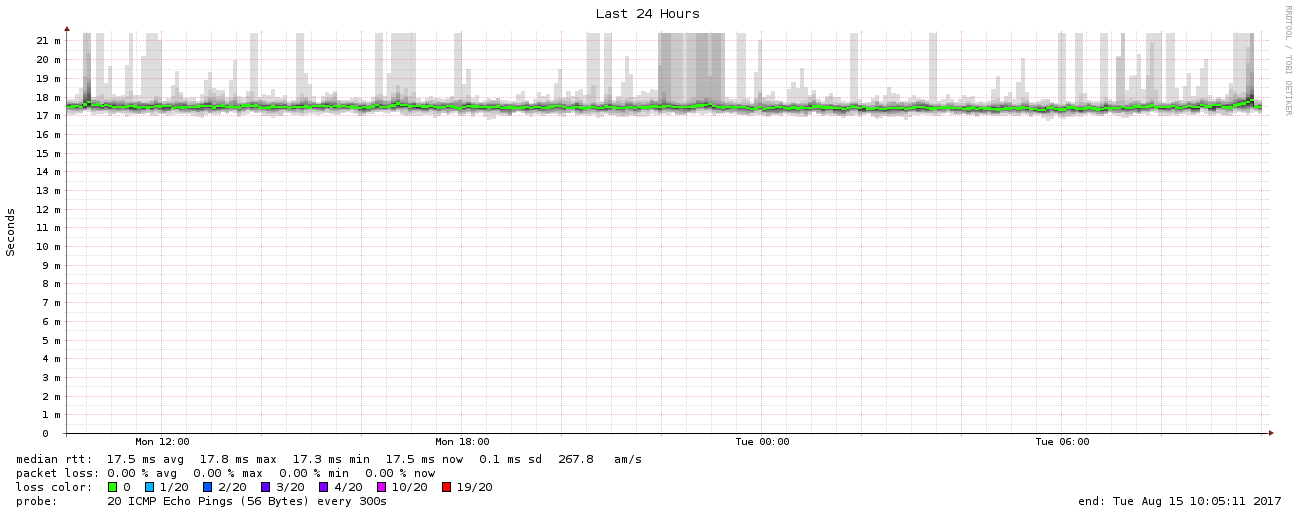 Last 24 Hours
RRDTOOL / TOBI OETIKER
Seconds
21 m
20 m
19 m
18 m
17 m
16 m
15 m
14 m
13 m
12 m
11 m
10 m
9 m
8 m
7 m
6 m
5 m
4 m
3 m
2 m
1 m
0
Mon 12:00 Mon 18:00 Tue 00:00 Tue 06:00
median rtt: 17.5 ms avg 17.8 ms max 17.3 ms min 17.5 ms now 0.1 ms sd 267.8 am/s
packet loss: 0.00 % avg 0.00 % max 0.00 % min 0.00 % now
loss color: 0 1/20 2/20 3/20 4/20 10/20 19/20
probe: 20 ICMP Echo Pings (56 Bytes) every 300s end: Tue Aug 15 10:05:11 2017